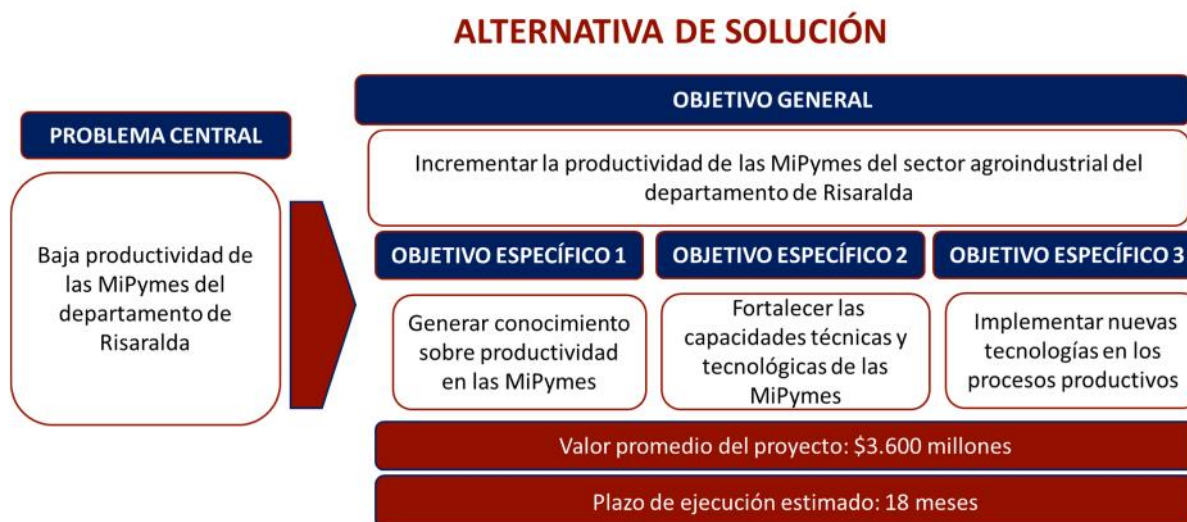 ALTERNATIVA DE SOLUCIÓN
PROBLEMA CENTRAL
Baja productividad de
las MiPymes del
departamento de
Risaralda
OBJETIVO GENERAL
Incrementar la productividad de las MiPymes del sector agroindustrial del
departamento de Risaralda
OBJETIVO ESPECÍFICO 1
Generar conocimiento
sobre productividad
en las MiPymes
OBJETIVO ESPECÍFICO 2
Fortalecer las
capacidades técnicas y
tecnológicas de las
MiPymes
OBJETIVO ESPECÍFICO 3
Implementar nuevas
tecnologías en los
procesos productivos
Valor promedio del proyecto: $3.600 millones
Plazo de ejecución estimado: 18 meses